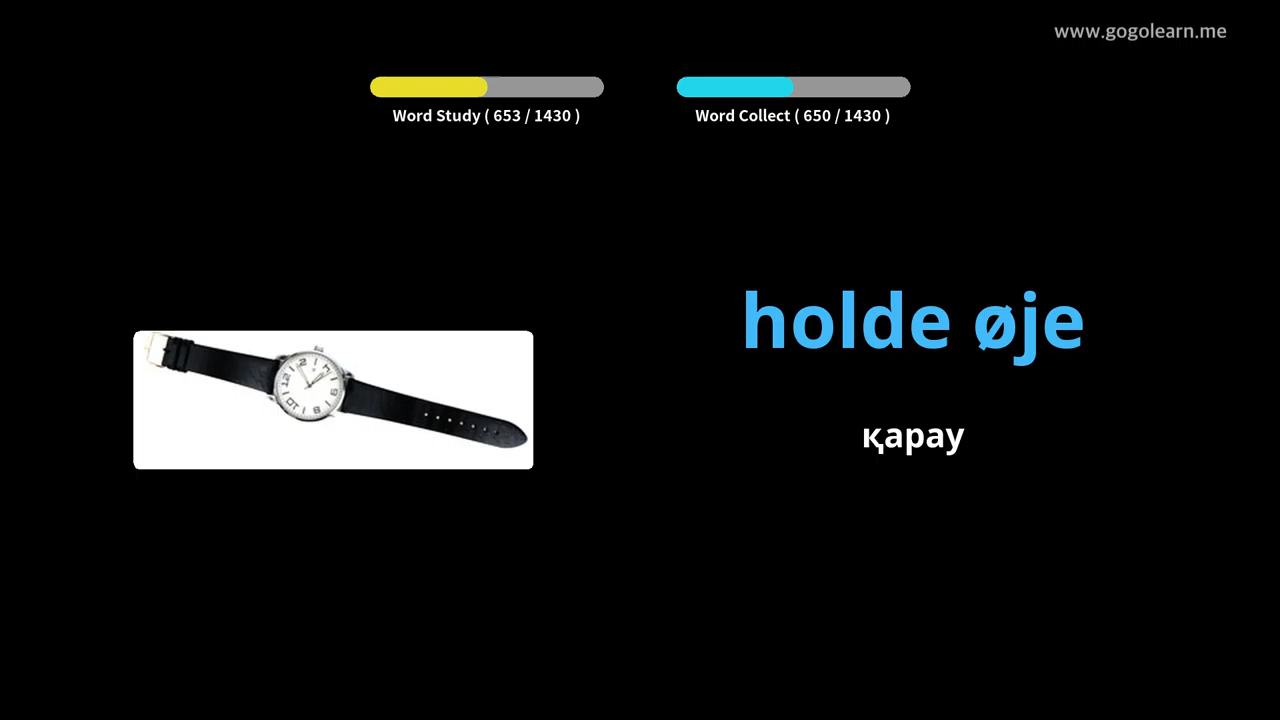 www.gogolearn.me
Word Study ( 653 / 1430 )
Word Collect ( 650 / 1430 )
holde øje
қарау